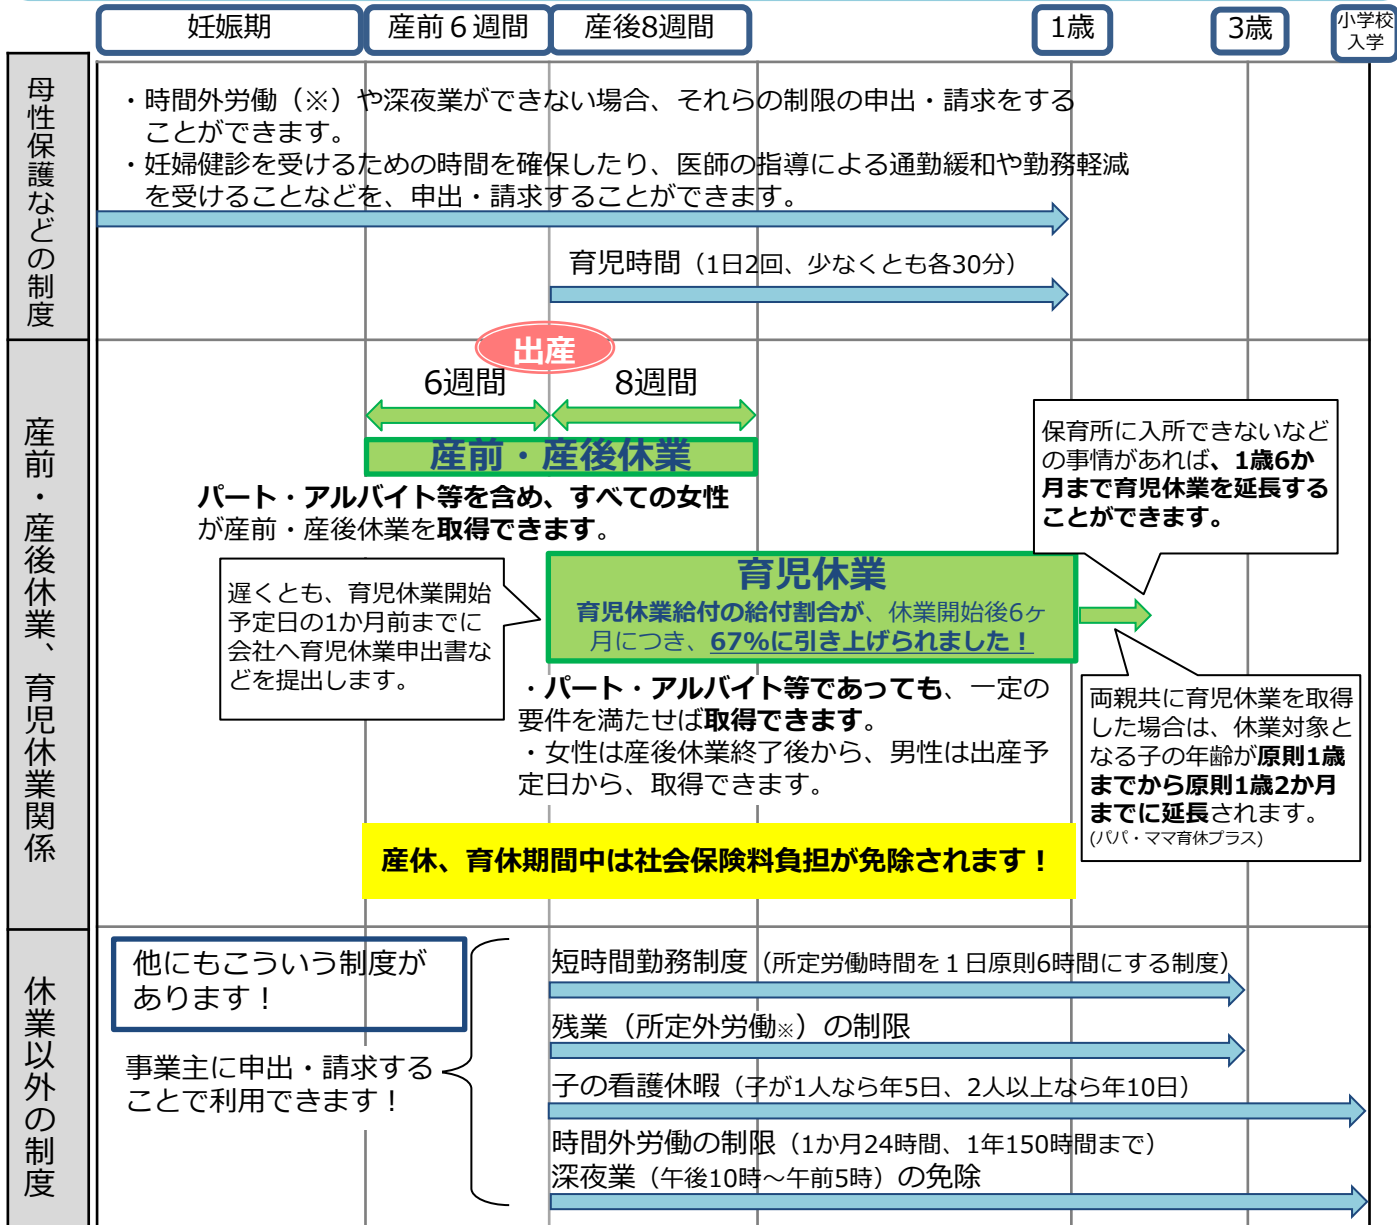 妊娠期
産前６週間
産後8週間
1歳
3歳
小学校
入学
母性保護などの制度
・時間外労働（※）や深夜業ができない場合、それらの制限の申出・請求をする
ことができます。
・妊婦健診を受けるための時間を確保したり、医師の指導による通勤緩和や勤務軽減
を受けることなどを、申出・請求することができます。
育児時間（1日2回、少なくとも各30分）
産前・産後休業、育児休業関係
出産
6週間
8週間
産前・産後休業
パート・アルバイト等を含め、すべての女性
が産前・産後休業を取得できます。
保育所に入所できないなど
の事情があれば、1歳6か
月まで育児休業を延長する
ことができます。
遅くとも、育児休業開始
予定日の1か月前までに
会社へ育児休業申出書な
どを提出します。
育児休業
育児休業給付の給付割合が、休業開始後6ヶ
月につき、67％に引き上げられました！
・パート・アルバイト等であっても、一定の
要件を満たせば取得できます。
・女性は産後休業終了後から、男性は出産予
定日から、取得できます。
両親共に育児休業を取得
した場合は、休業対象と
なる子の年齢が原則1歳
までから原則1歳2か月
までに延長されます。
(パパ・ママ育休プラス)
産休、育休期間中は社会保険料負担が免除されます！
休業以外の制度
他にもこういう制度が
あります！
事業主に申出・請求する
ことで利用できます！
短時間勤務制度（所定労働時間を１日原則6時間にする制度）
残業（所定外労働※）の制限
子の看護休暇（子が1人なら年5日、2人以上なら年10日）
時間外労働の制限（1か月24時間、1年150時間まで）
深夜業（午後10時～午前5時）の免除